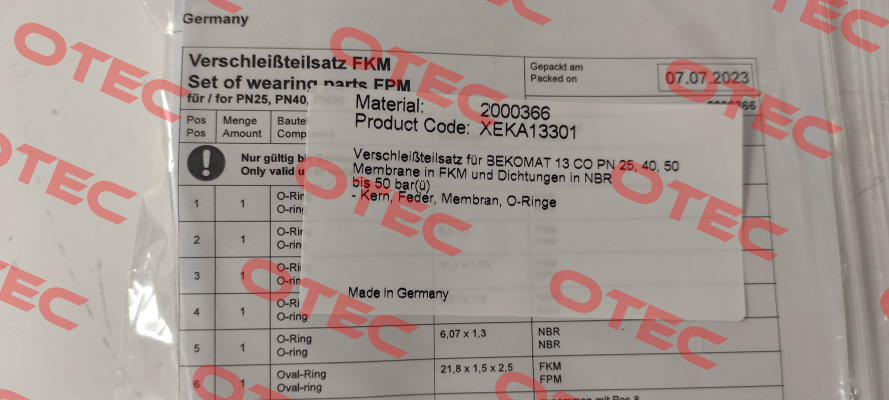 Germany
Verschleißteilsatz FKM
Set of wearing parts FPM
für / for PN25, PN40,
Gepackt am
Packed on
07.07.2023
2000366
Pos Menge
Pos Amount
Nur gültig
Only valid
Material: 2000366
Product Code: XEKA13301
Verschleißteilsatz für BEKOMAT 13 CO PN 25, 40, 50
Membrane in FKM und Dichtungen in NBR
bis 50 bar(ü)
- Kern, Feder, Membran, O-Ringe
Made in Germany
1 1
2 1
3 1
4 1 O-ring
5 1 O-Ring 6,07 x 1,3 NBR
O-ring NBR
6 1 Oval-Ring 21,8 x 1,5 x 2,5 FKM
Oval-ring FPM
OTEC